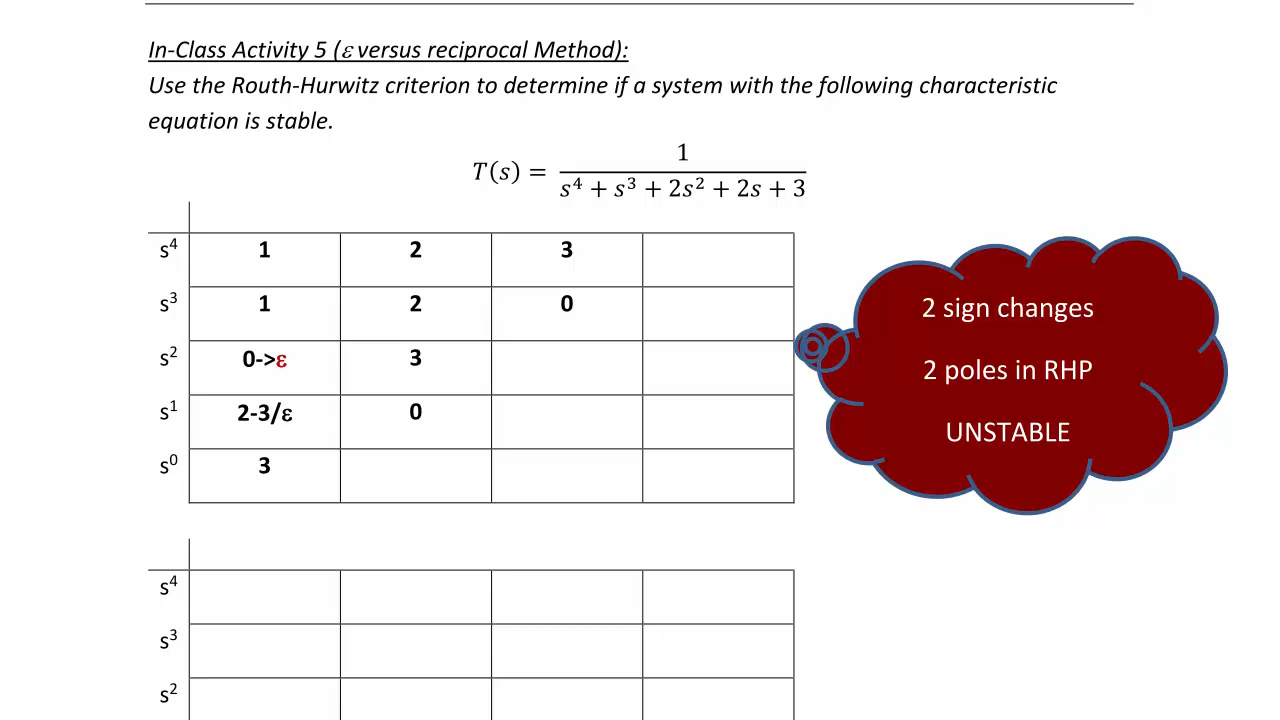 In-Class Activity 5 (ε versus reciprocal Method):
Use the Routh-Hurwitz criterion to determine if a system with the following characteristic
equation is stable.
T(s) = 1 / (s⁴ + s³ + 2s² + 2s + 3)
s⁴ 1 2 3
s³ 1 2 0
s² 0->ε 3
s¹ 2-3/ε 0
s⁰ 3
2 sign changes
2 poles in RHP
UNSTABLE
s⁴
s³
s²